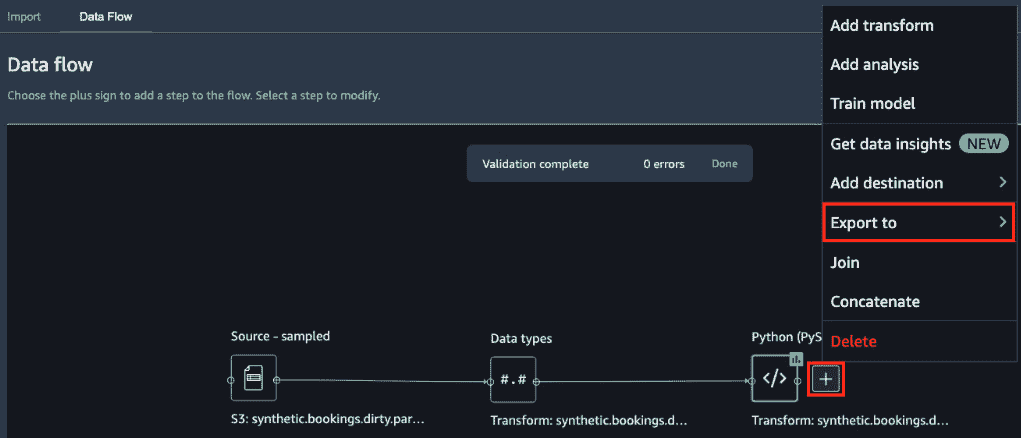 Import
Data Flow
Data flow
Choose the plus sign to add a step to the flow. Select a step to modify.
Validation complete 0 errors Done
Add transform
Add analysis
Train model
Get data insights NEW
Add destination
Export to
Join
Concatenate
Delete
Source - sampled
S3: synthetic.bookings.dirty.par...
Data types
#.#
Transform: synthetic.bookings.d...
Python (PyS
</>
Transform: synthetic.bookings.d...